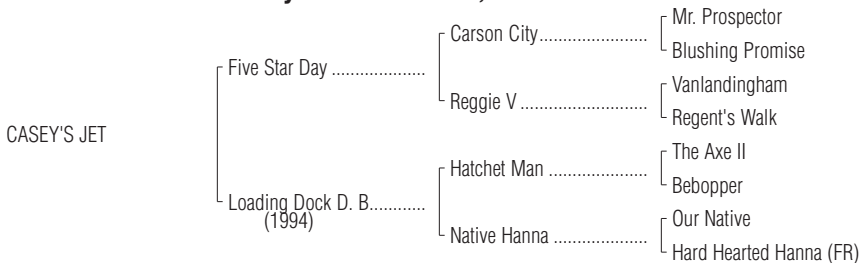 Mr. Prospector
Carson City...........................
Blushing Promise
Five Star Day ....................
Vanlandingham
Reggie V ...........................
Regent's Walk
CASEY'S JET
The Axe II
Hatchet Man .....................
Bebopper
Loading Dock D. B............
(1994)
Our Native
Native Hanna ....................
Hard Hearted Hanna (FR)